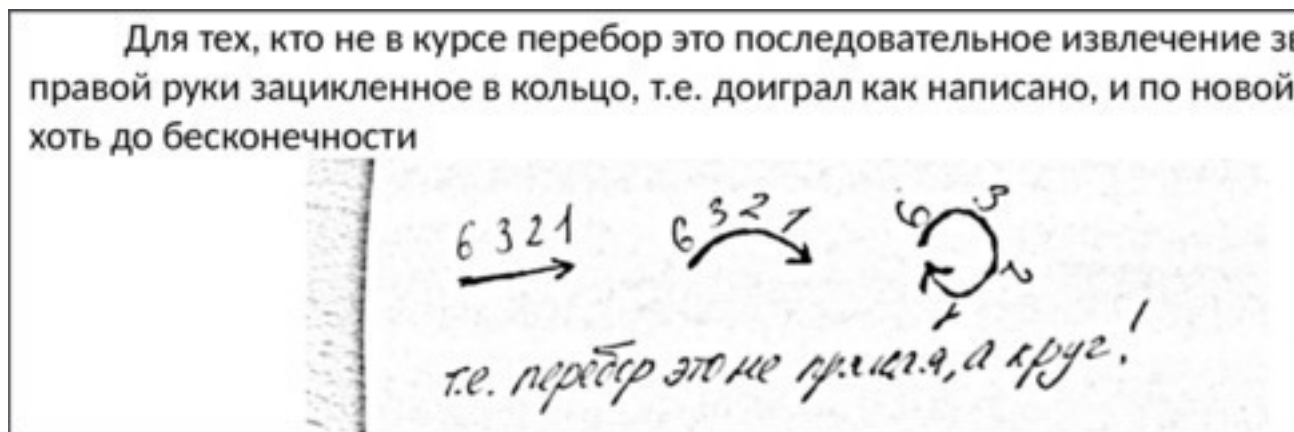 Для тех, кто не в курсе перебор это последовательное извлечение зв
правой руки зацикленное в кольцо, т.е. доиграл как написано, и по новой
хоть до бесконечности
6 3 2 1 6 3 2 1 6 3 2 1
т.е. перебор это не прямая, а круг!